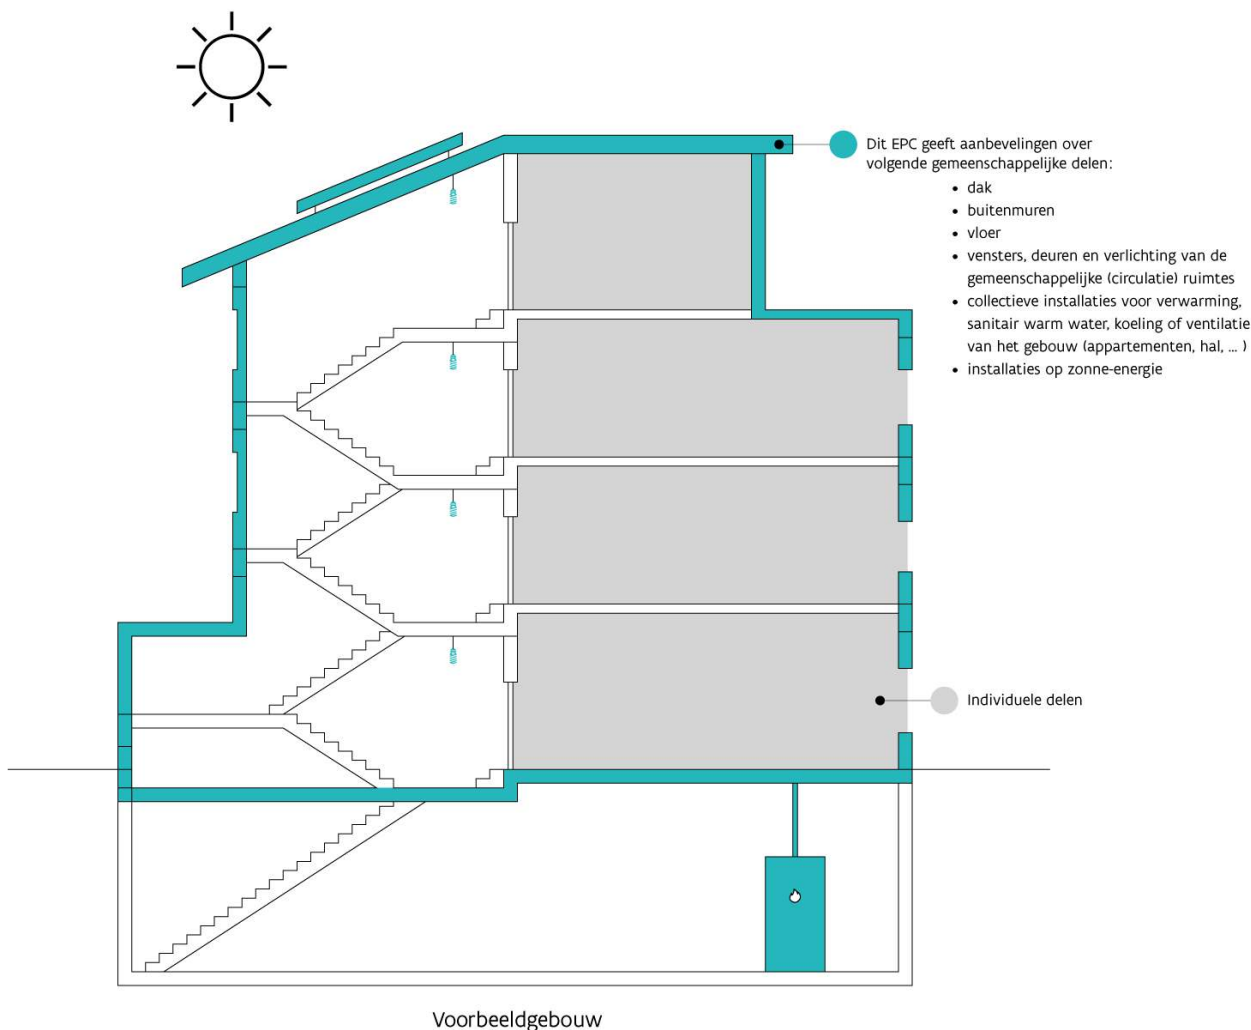 Dit EPC geeft aanbevelingen over
volgende gemeenschappelijke delen:
• dak
• buitenmuren
• vloer
• vensters, deuren en verlichting van de
gemeenschappelijke (circulatie) ruimtes
• collectieve installaties voor verwarming,
sanitair warm water, koeling of ventilatie
van het gebouw (appartementen, hal, ... )
• installaties op zonne-energie
Individuele delen
Voorbeeldgebouw